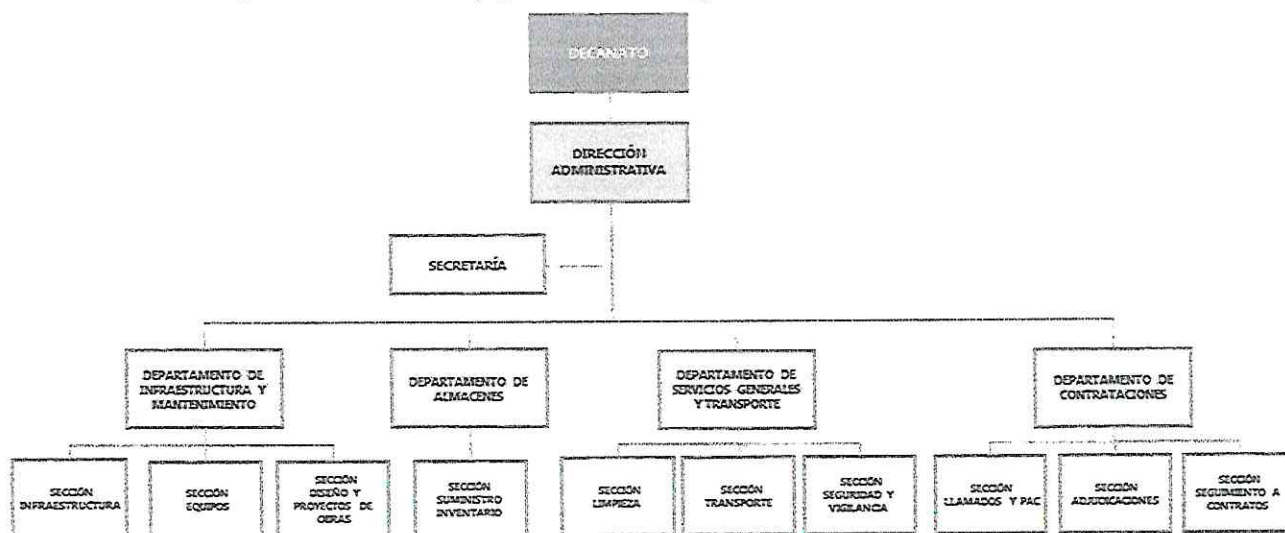 DECANATO
DIRECCIÓN
ADMINISTRATIVA
SECRETARÍA
DEPARTAMENTO DE
INFRAESTRUCTURA Y
MANTENIMIENTO
DEPARTAMENTO DE
ALMACENES
DEPARTAMENTO DE
SERVICIOS GENERALES
Y TRANSPORTE
DEPARTAMENTO DE
CONTRATACIONES
SECCIÓN
INFRAESTRUCTURA
SECCIÓN
EQUIPOS
SECCIÓN
DISEÑO Y
PROYECTOS DE
OBRAS
SECCIÓN
SUMINISTRO
INVENTARIO
SECCIÓN
LIMPIEZA
SECCIÓN
TRANSPORTE
SECCIÓN
SEGURIDAD Y
VIGILANCIA
SECCIÓN
LLAMADOS Y PAC
SECCIÓN
ADJUDICACIONES
SECCIÓN
SEGUIMIENTO A
CONTRATOS